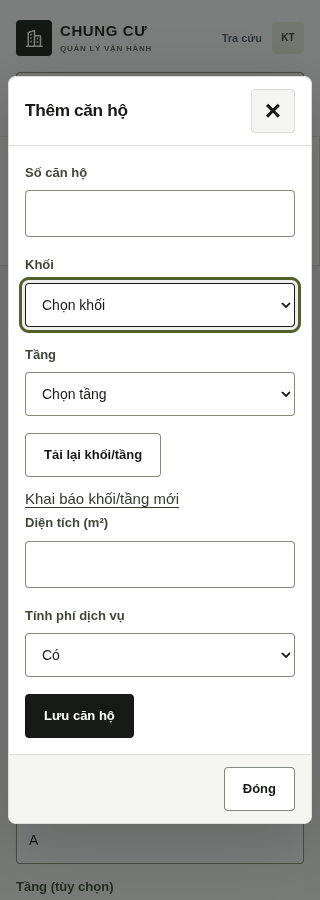 CHUNG CƯ
QUẢN LÝ VẬN HÀNH
Tra cứu
KT
Thêm căn hộ
Số căn hộ
Khối
Chọn khối
Tầng
Chọn tầng
Tải lại khối/tầng
Khai báo khối/tầng mới
Diện tích (m²)
Tính phí dịch vụ
Có
Lưu căn hộ
Đóng
A
Tầng (tùy chọn)